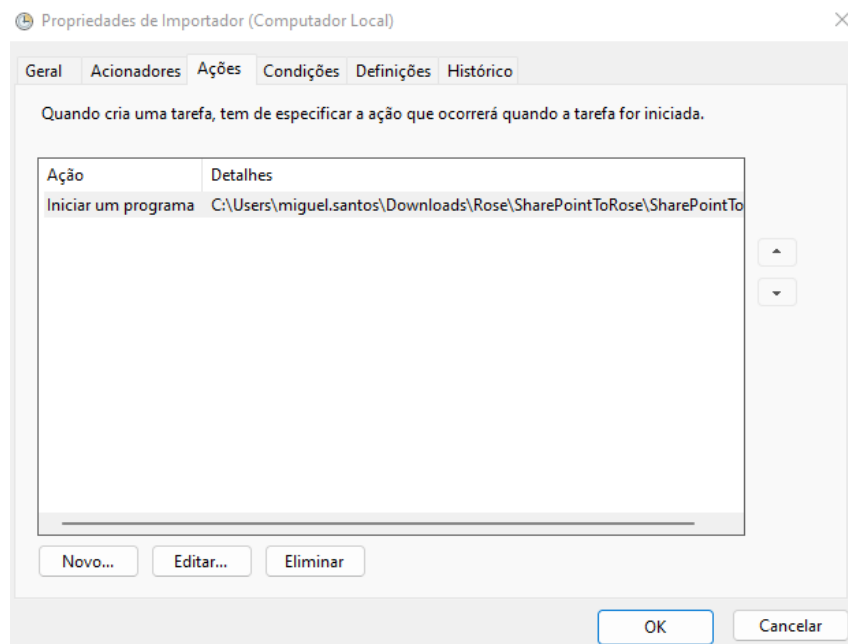 Propriedades de Importador (Computador Local)
Geral Acionadores Ações Condições Definições Histórico
Quando cria uma tarefa, tem de especificar a ação que ocorrerá quando a tarefa for iniciada.
Ação Detalhes
Iniciar um programa C:\Users\miguel.santos\Downloads\Rose\SharePointToRose\SharePointTo
Novo... Editar... Eliminar
OK Cancelar